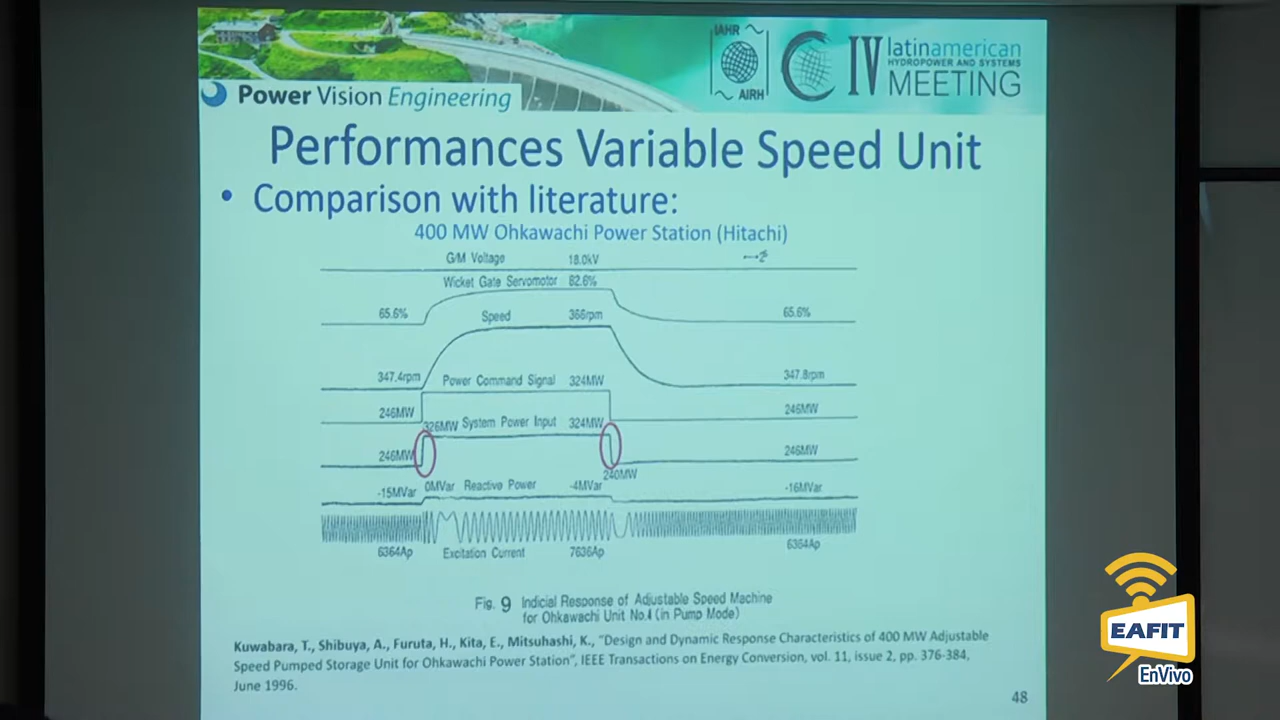 IAHR
AIRH
IV latinamerican
HYDROPOWER AND SYSTEMS
MEETING
Power Vision Engineering
Performances Variable Speed Unit
• Comparison with literature:
400 MW Ohkawachi Power Station (Hitachi)
G/M Voltage 18.0kV
Wicket Gate Servomotor 82.6%
65.6% Speed 366rpm 65.6%
347.4rpm Power Command Signal 324MW 347.8rpm
246MW 246MW
326MW System Power Input 324MW
246MW 246MW
240MW
-15MVar 0MVar Reactive Power -4MVar -16MVar
6364Ap Excitation Current 7636Ap 6364Ap
Fig. 9 Indicial Response of Adjustable Speed Machine
for Ohkawachi Unit No.4 (in Pump Mode)
Kuwabara, T., Shibuya, A., Furuta, H., Kita, E., Mitsuhashi, K., "Design and Dynamic Response Characteristics of 400 MW Adjustable
Speed Pumped Storage Unit for Ohkawachi Power Station", IEEE Transactions on Energy Conversion, vol. 11, issue 2, pp. 376-384,
June 1996.
48
EAFIT
EnVivo